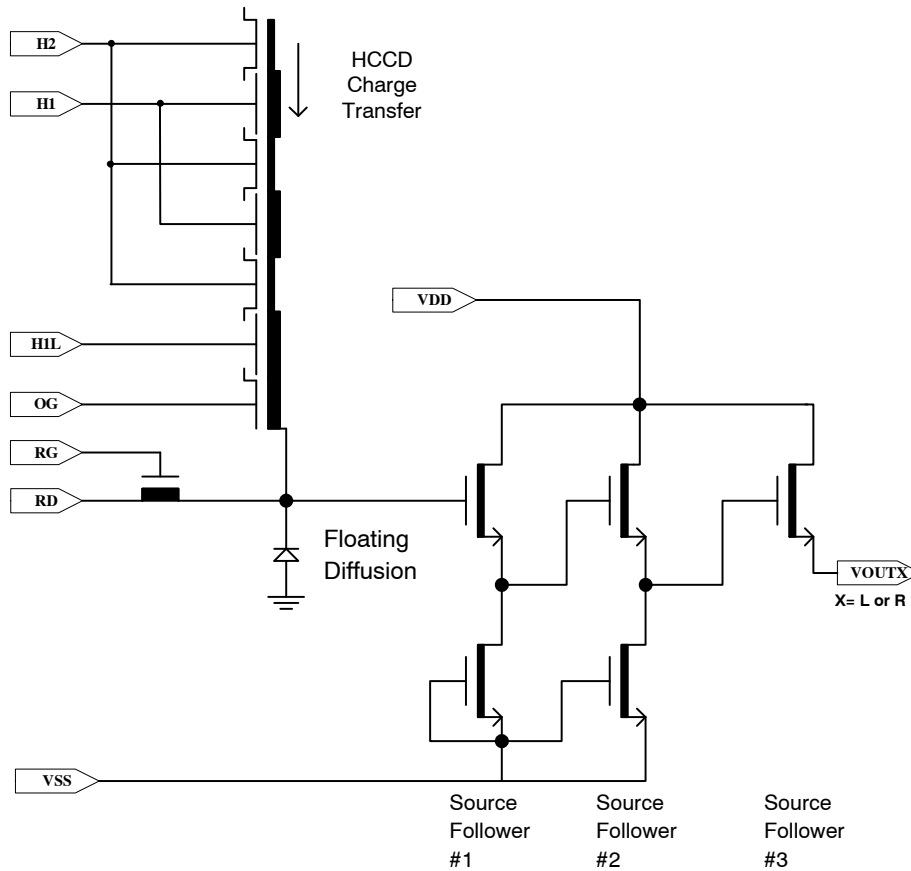 H2
HCCD
Charge
Transfer
H1
VDD
H1L
OG
RG
RD
Floating
Diffusion
VOUTX
X= L or R
VSS
Source
Follower
#1
Source
Follower
#2
Source
Follower
#3